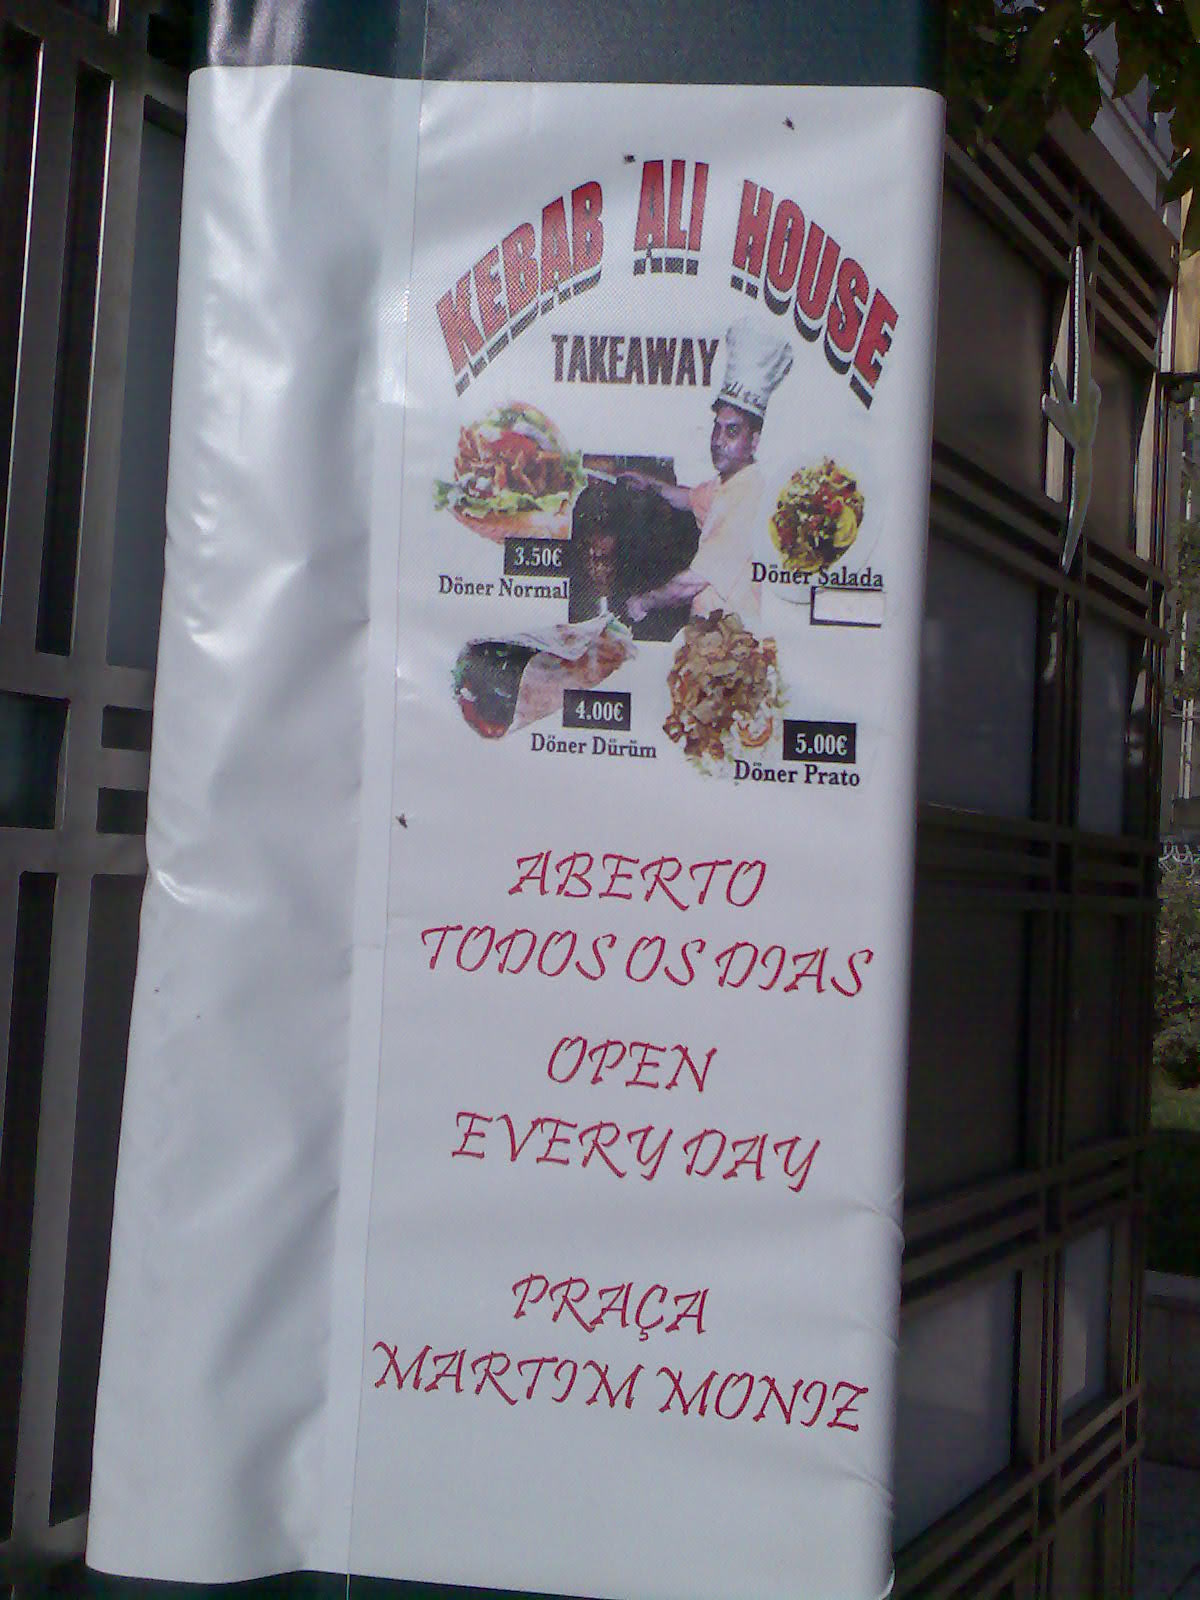 KEBAB ALI HOUSE
TAKEAWAY
3.50€
Döner Normal
Döner Salada
4.00€
Döner Dürüm
5.00€
Döner Prato
ABERTO
TODOS OS DIAS
OPEN
EVERY DAY
PRAÇA
MARTIM MONIZ